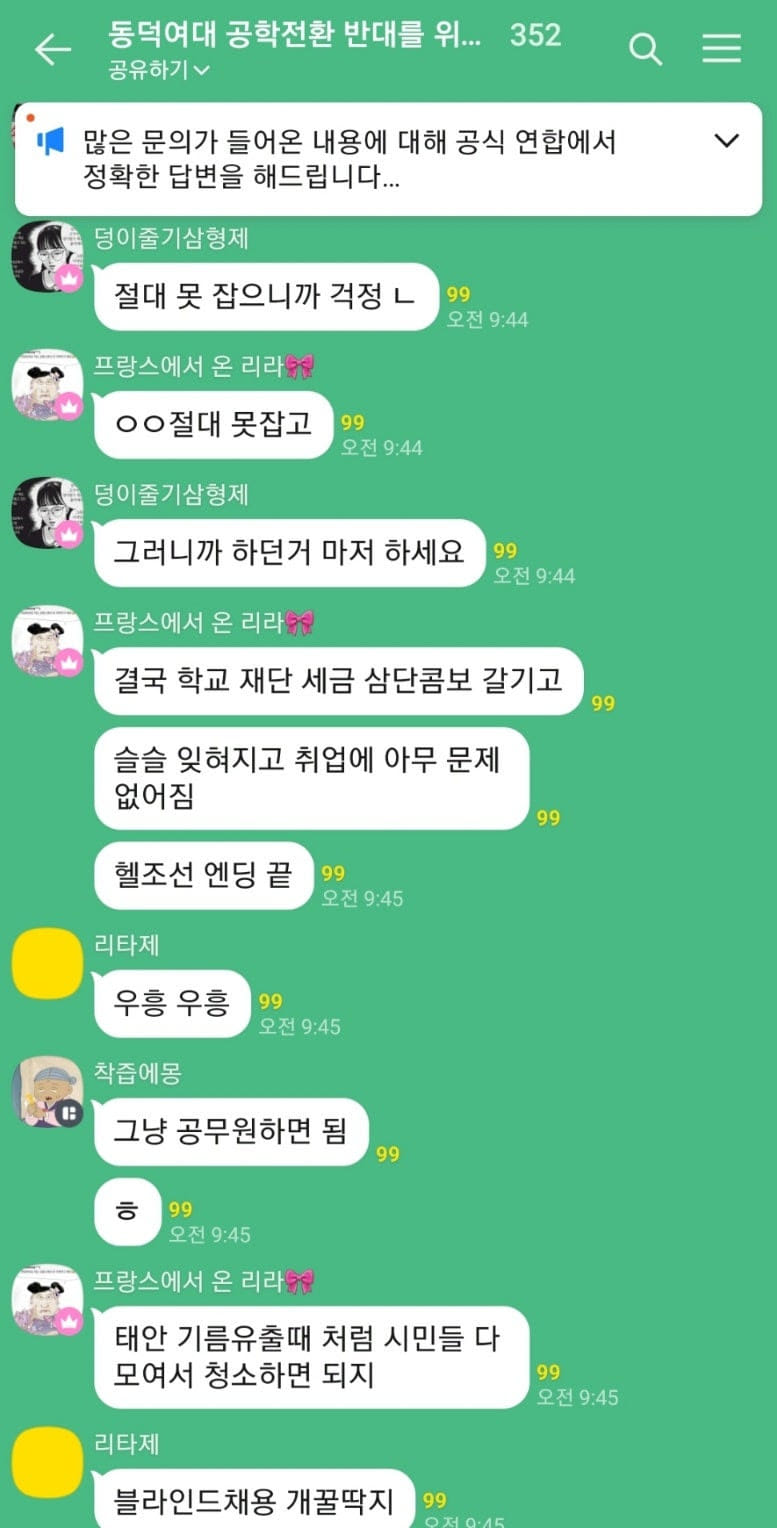 동덕여대 공학전환 반대를 위... 352
공유하기
많은 문의가 들어온 내용에 대해 공식 연합에서
정확한 답변을 해드립니다...
덩이줄기삼형제
절대 못 잡으니까 걱정 ㄴ
99
오전 9:44
프랑스에서 온 리라🎀
ㅇㅇ절대 못잡고
99
오전 9:44
덩이줄기삼형제
그러니까 하던거 마저 하세요
99
오전 9:44
프랑스에서 온 리라🎀
결국 학교 재단 세금 삼단콤보 갈기고
99
슬슬 잊혀지고 취업에 아무 문제
없어짐
99
헬조선 엔딩 끝
99
오전 9:45
리타제
우흥 우흥
99
오전 9:45
착즙에몽
그냥 공무원하면 됨
99
ㅎ
99
오전 9:45
프랑스에서 온 리라🎀
태안 기름유출때 처럼 시민들 다
모여서 청소하면 되지
99
오전 9:45
리타제
블라인드채용 개꿀딱지
99
오전 9:45